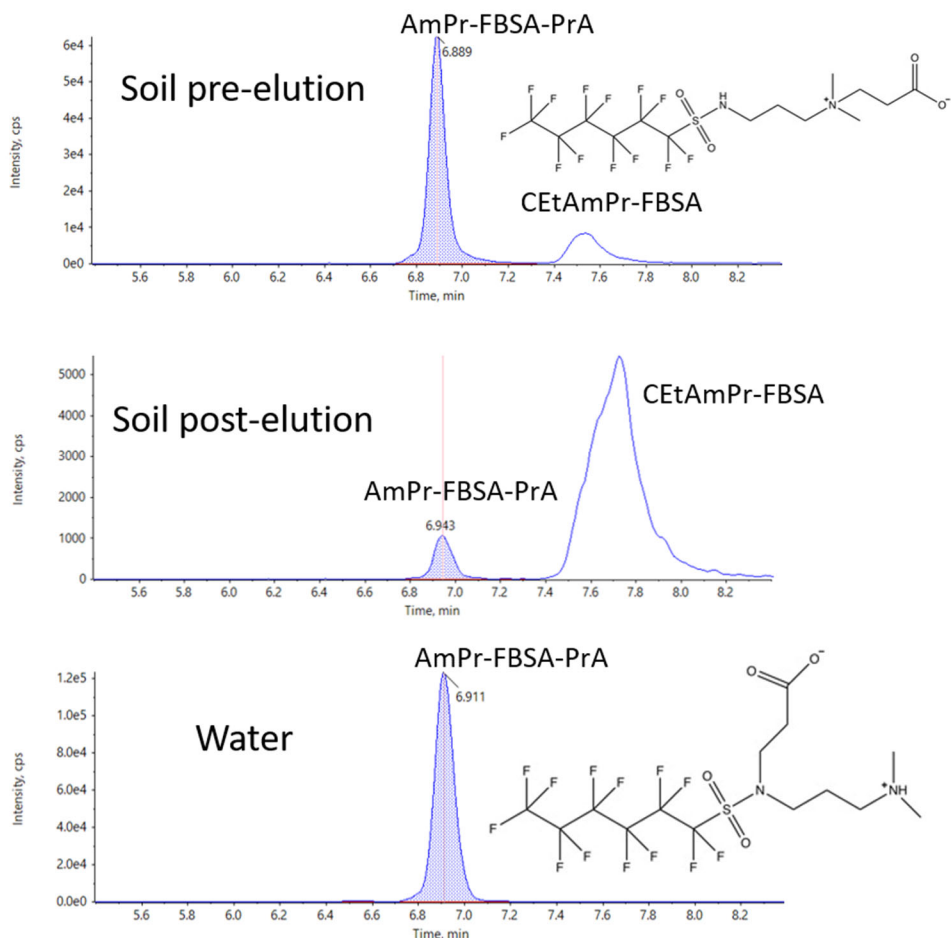 AmPr-FBSA-PrA
6.889
Soil pre-elution
CEtAmPr-FBSA
Intensity, cps
6e4
5e4
4e4
3e4
2e4
1e4
0e0
5.6 5.8 6.0 6.2 6.4 6.6 6.8 7.0 7.2 7.4 7.6 7.8 8.0 8.2
Time, min
F F F F F F F F F F F F F S O O H N N + O O -
Soil post-elution
CEtAmPr-FBSA
AmPr-FBSA-PrA
6.943
Intensity, cps
5000
4000
3000
2000
1000
0
5.6 5.8 6.0 6.2 6.4 6.6 6.8 7.0 7.2 7.4 7.6 7.8 8.0 8.2
Time, min
AmPr-FBSA-PrA
6.911
Water
Intensity, cps
1.2e5
1.0e5
8.0e4
6.0e4
4.0e4
2.0e4
0.0e0
5.6 5.8 6.0 6.2 6.4 6.6 6.8 7.0 7.2 7.4 7.6 7.8 8.0 8.2
Time, min
O O - F F F F F F F F F F F F F S O O N + NH